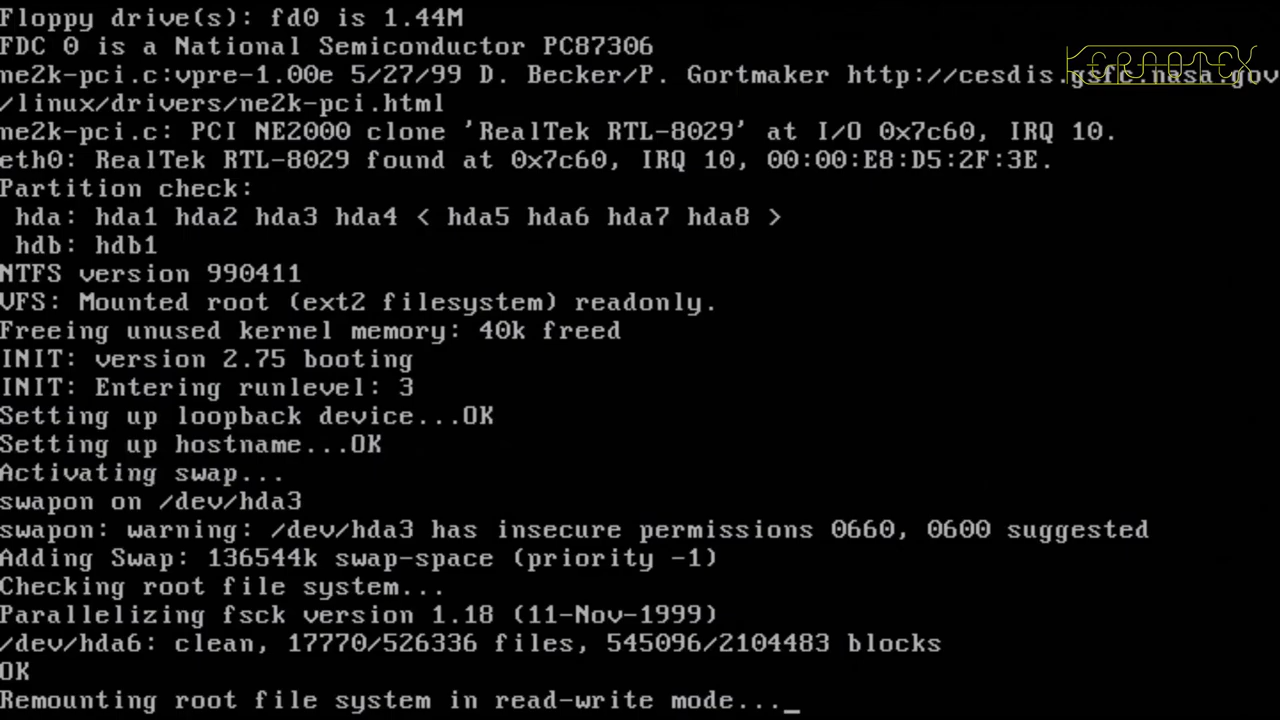 Floppy drive(s): fd0 is 1.44M
FDC 0 is a National Semiconductor PC87306
ne2k-pci.c:vpre-1.00e 5/27/99 D. Becker/P. Gortmaker http://cesdis.gsfc.nasa.gov
/linux/drivers/ne2k-pci.html
ne2k-pci.c: PCI NE2000 clone 'RealTek RTL-8029' at I/O 0x7c60, IRQ 10.
eth0: RealTek RTL-8029 found at 0x7c60, IRQ 10, 00:00:E8:D5:2F:3E.
Partition check:
hda: hda1 hda2 hda3 hda4 < hda5 hda6 hda7 hda8 >
hdb: hdb1
NTFS version 990411
VFS: Mounted root (ext2 filesystem) readonly.
Freeing unused kernel memory: 40k freed
INIT: version 2.75 booting
INIT: Entering runlevel: 3
Setting up loopback device...OK
Setting up hostname...OK
Activating swap...
swapon on /dev/hda3
swapon: warning: /dev/hda3 has insecure permissions 0660, 0600 suggested
Adding Swap: 136544k swap-space (priority -1)
Checking root file system...
Parallelizing fsck version 1.18 (11-Nov-1999)
/dev/hda6: clean, 17770/526336 files, 545096/2104483 blocks
OK
Remounting root file system in read-write mode..._